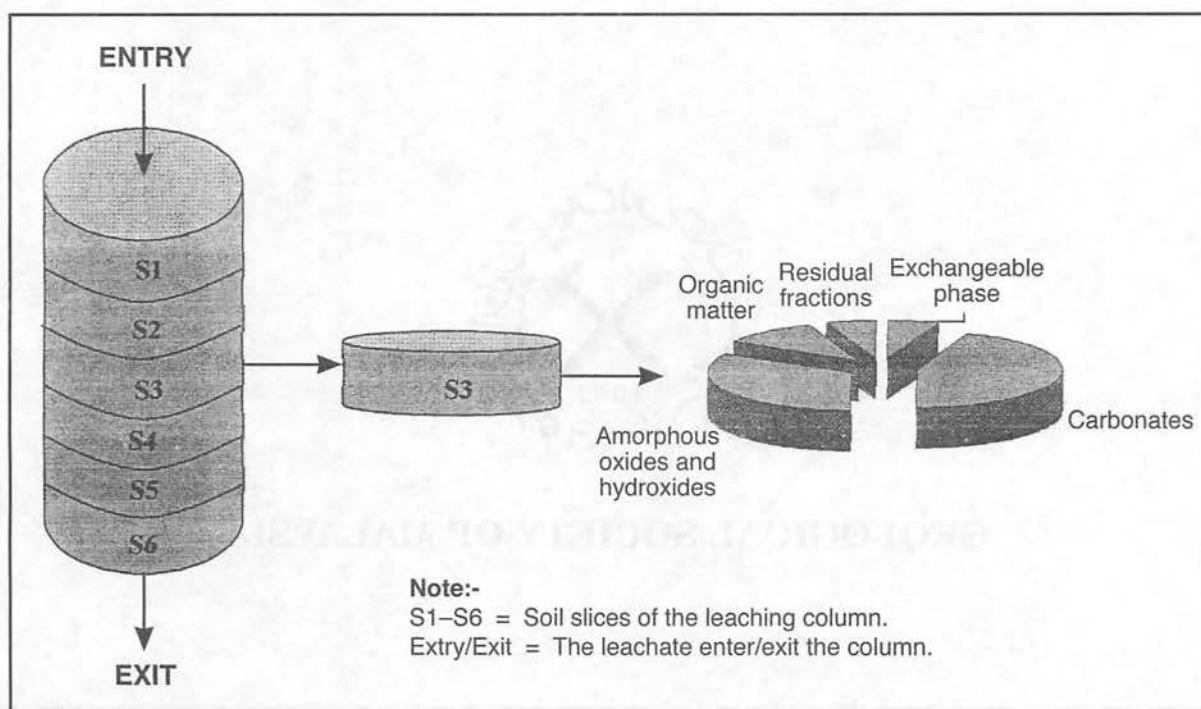 ENTRY
S1
S2
S3
S4
S5
S6
EXIT
S3
Organic
matter
Residual
fractions
Exchangeable
phase
Carbonates
Amorphous
oxides and
hydroxides
Note:-
S1–S6 = Soil slices of the leaching column.
Extry/Exit = The leachate enter/exit the column.